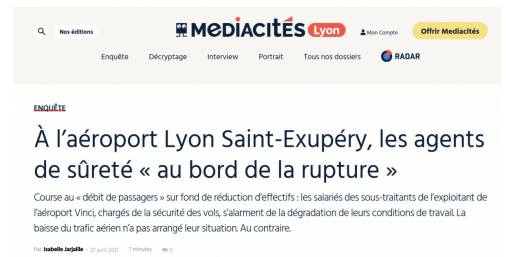 Nos éditions
MEDIACITÉS Lyon
Mon Compte
Offrir Mediacités
Enquête Décryptage Interview Portrait Tous nos dossiers RADAR
ENQUÊTE
À l’aéroport Lyon Saint-Exupéry, les agents
de sûreté « au bord de la rupture »
Course au « débit de passagers » sur fond de réduction d’effectifs : les salariés des sous-traitants de l’exploitant de
l’aéroport Vinci, chargés de la sécurité des vols, s’alarment de la dégradation de leurs conditions de travail. La
baisse du trafic aérien n’a pas arrangé leur situation. Au contraire.
Par Isabelle Jarjaille - 27 avril 2021 7 minutes 0